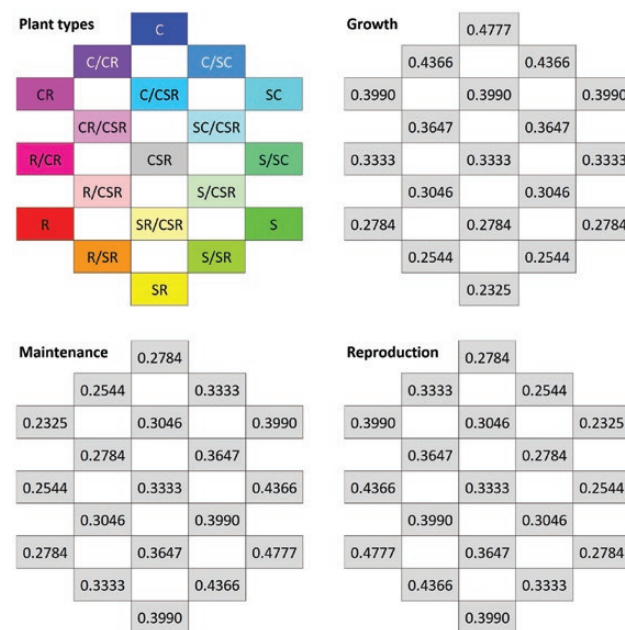 Plant types
C
C/CR C/SC
CR C/CSR SC
CR/CSR SC/CSR
R/CR CSR S/SC
R/CSR S/CSR
R SR/CSR S
R/SR S/SR
SR
Growth
0.4777
0.4366 0.4366
0.3990 0.3990 0.3990
0.3647 0.3647
0.3333 0.3333 0.3333
0.3046 0.3046
0.2784 0.2784 0.2784
0.2544 0.2544
0.2325
Maintenance
0.2784
0.2544 0.3333
0.2325 0.3046 0.3990
0.2784 0.3647
0.2544 0.3333 0.4366
0.3046 0.3990
0.2784 0.3647 0.4777
0.3333 0.4366
0.3990
Reproduction
0.2784
0.3333 0.2544
0.3990 0.3046 0.2325
0.3647 0.2784
0.4366 0.3333 0.2544
0.3990 0.3046
0.4777 0.3647 0.2784
0.4366 0.3333
0.3990